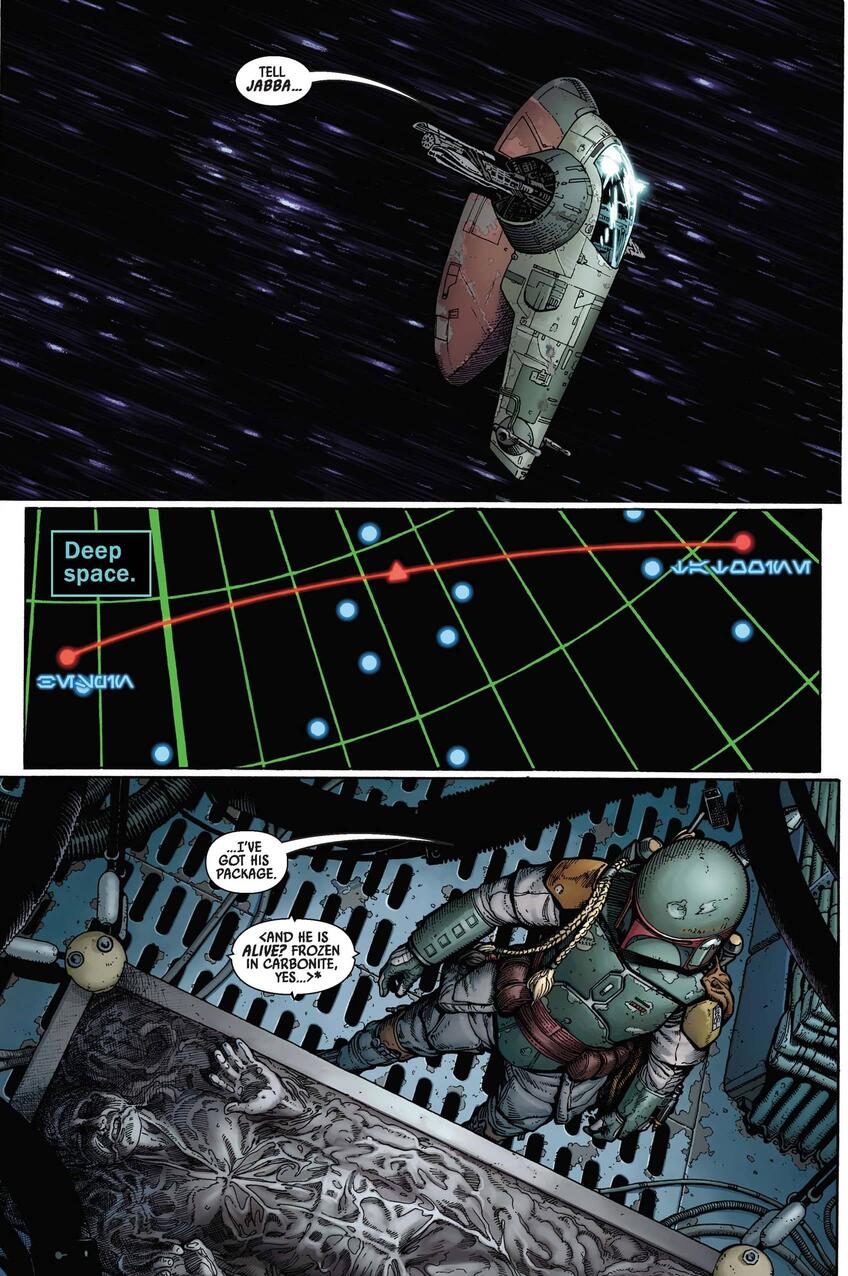 TELL
JABBA...
Deep
space.
...I'VE
GOT HIS
PACKAGE.
<AND HE IS
ALIVE? FROZEN
IN CARBONITE,
YES...>*